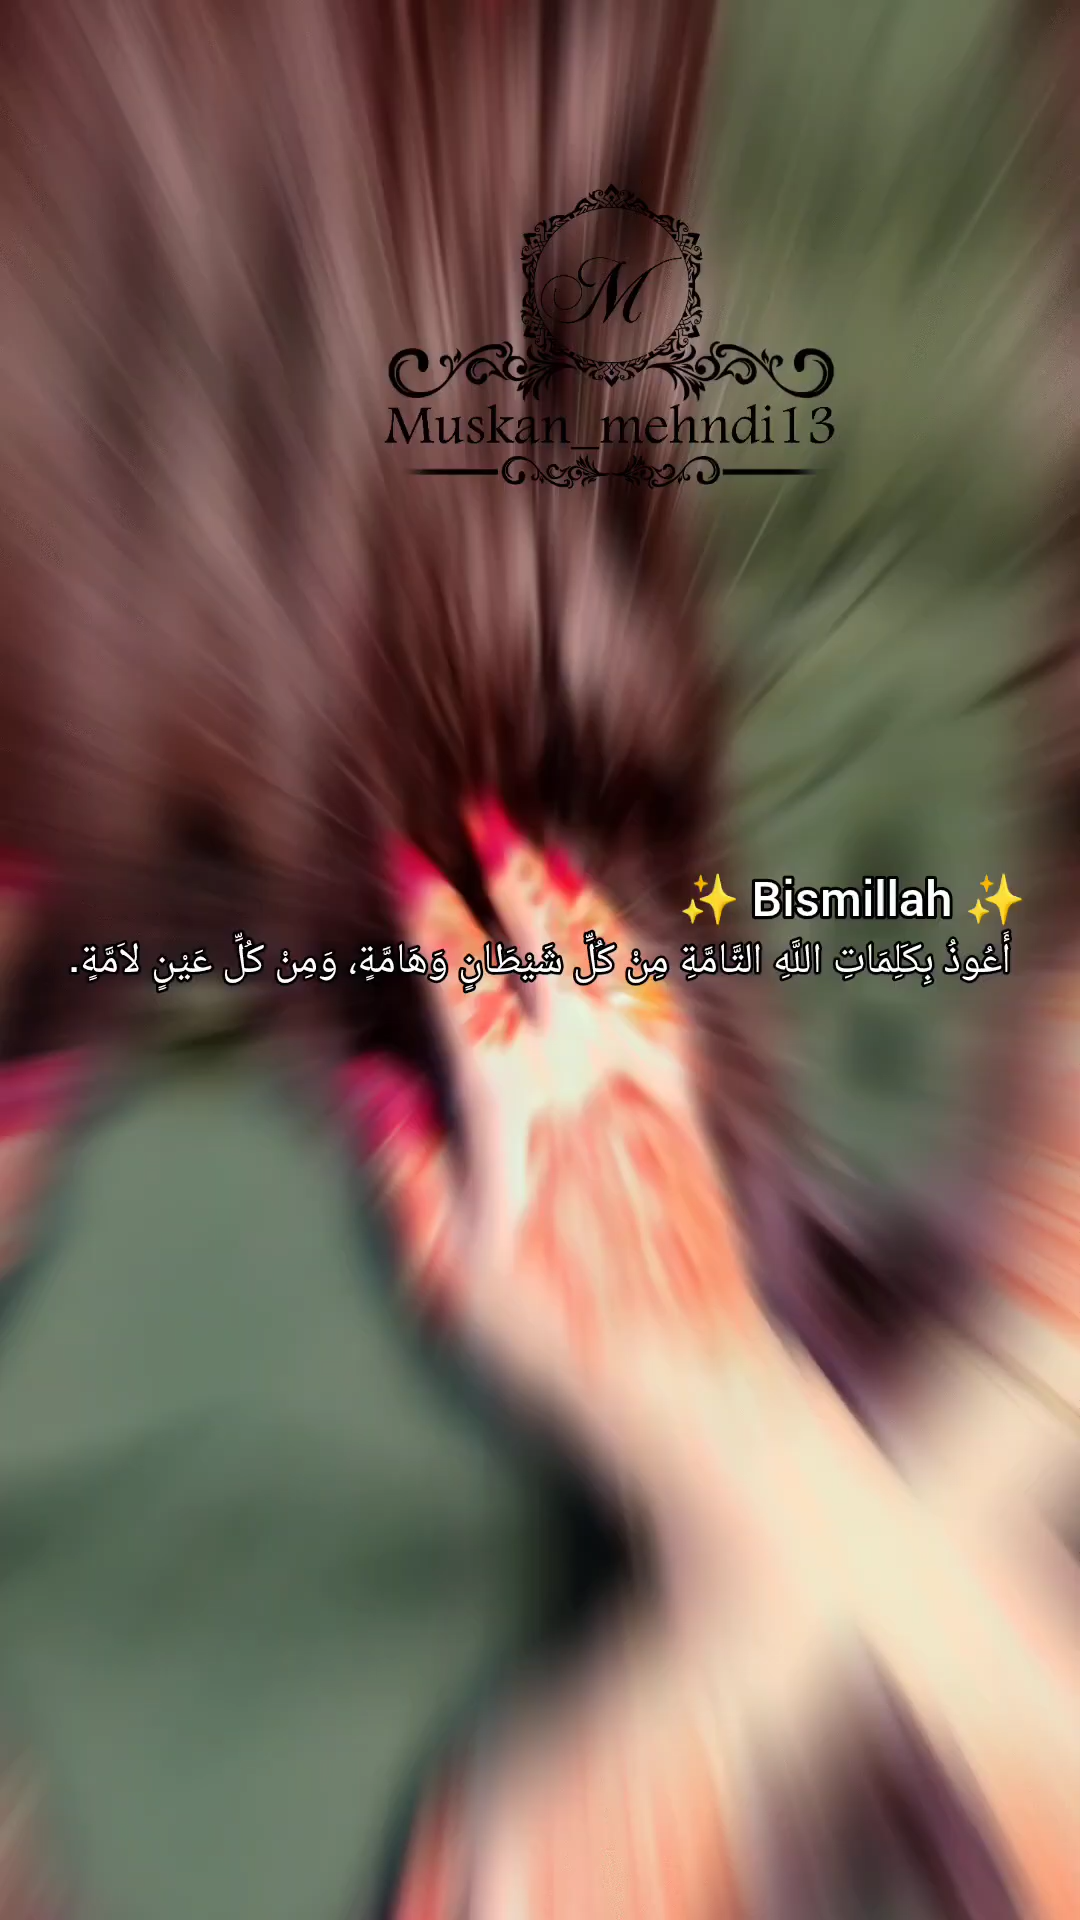 M
Muskan_mehndi13
✨ Bismillah ✨
أَعُوذُ بِكَلِمَاتِ اللَّهِ التَّامَّةِ مِنْ كُلِّ شَيْطَانٍ وَهَامَّةٍ، وَمِنْ كُلِّ عَيْنٍ لاَمَّةٍ.